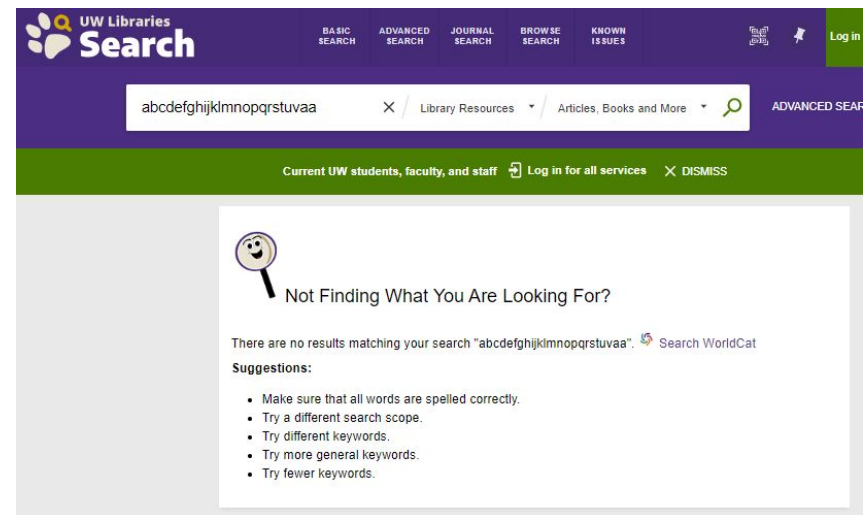 UW Libraries
Search
BASIC SEARCH
ADVANCED SEARCH
JOURNAL SEARCH
BROWSE SEARCH
KNOWN ISSUES
Log in
abcdefghijklmnopqrstuvaa
Library Resources
Articles, Books and More
ADVANCED SEAR
Current UW students, faculty, and staff Log in for all services DISMISS
Not Finding What You Are Looking For?
There are no results matching your search "abcdefghijklmnopqrstuvaa". Search WorldCat
Suggestions:
• Make sure that all words are spelled correctly.
• Try a different search scope.
• Try different keywords.
• Try more general keywords.
• Try fewer keywords.